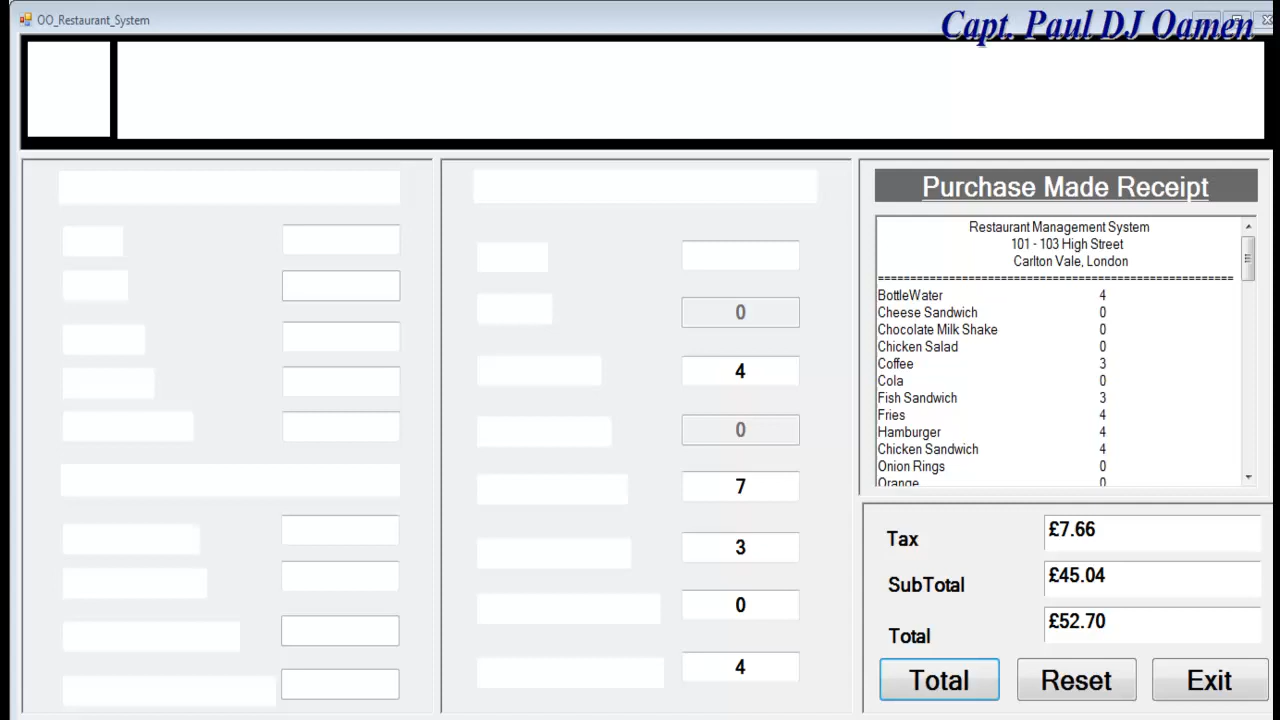 OO_Restaurant_System
Capt. Paul DJ Oamen
Purchase Made Receipt
Restaurant Management System
101 - 103 High Street
Carlton Vale, London
============================================
BottleWater 4
Cheese Sandwich 0
Chocolate Milk Shake 0
Chicken Salad 0
Coffee 3
Cola 0
Fish Sandwich 3
Fries 4
Hamburger 4
Chicken Sandwich 4
Onion Rings 0
Orange 0
0
4
0
7
3
0
4
Tax £7.66
SubTotal £45.04
Total £52.70
Total Reset Exit